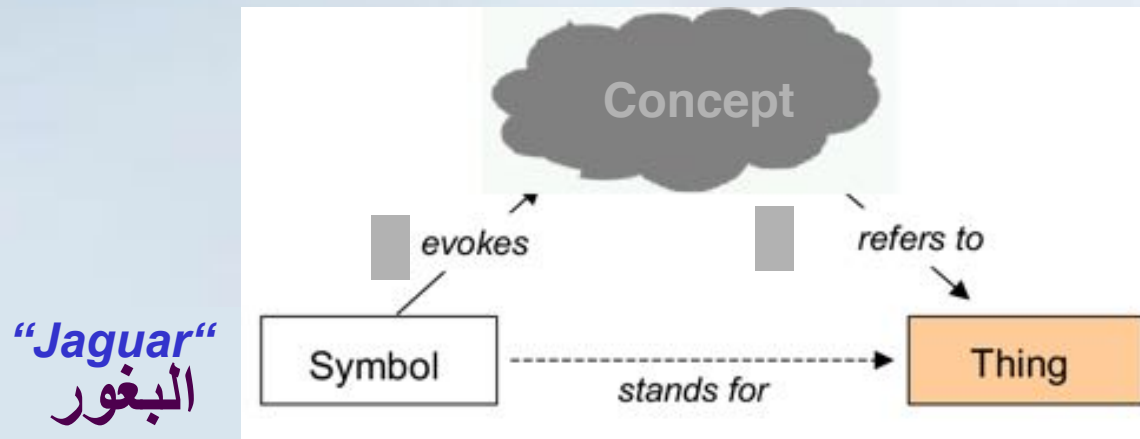 Concept
evokes
refers to
“Jaguar“
البغور
Symbol
stands for
Thing